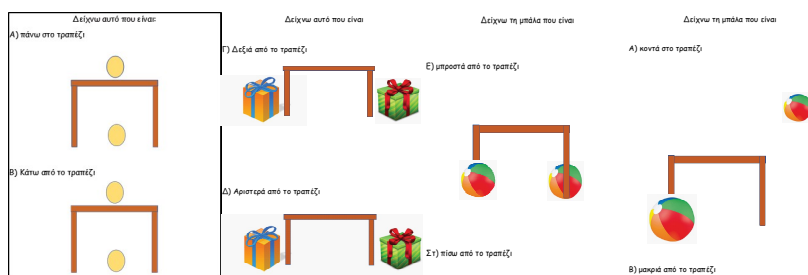 Δείχνω αυτό που είναι:
Α) πάνω στο τραπέζι
Β) Κάτω από το τραπέζι
Δείχνω αυτό που είναι
Γ) Δεξιά από το τραπέζι
Δ) Αριστερά από το τραπέζι
Δείχνω τη μπάλα που είναι
Ε) μπροστά από το τραπέζι
Στ) πίσω από το τραπέζι
Δείχνω τη μπάλα που είναι
Α) κοντά στο τραπέζι
Β) μακριά από το τραπέζι